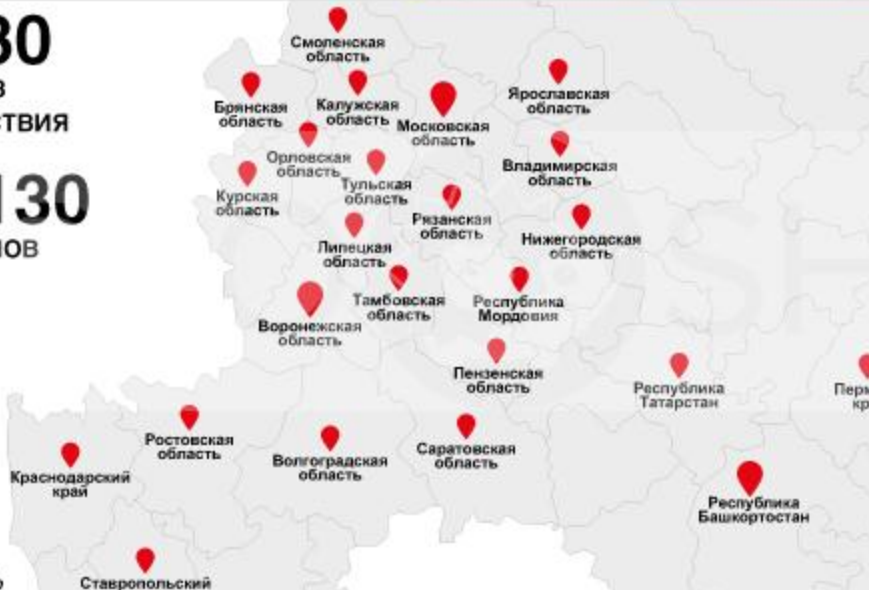 30
ствия
130
Смоленская
область
Брянская
область
Калужская
область
Московская
область
Ярославская
область
Орловская
область
Тульская
область
Владимирская
область
Курская
область
Рязанская
область
Нижегородская
область
Липецкая
область
Тамбовская
область
Республика
Мордовия
Воронежская
область
Пензенская
область
Республика
Татарстан
Перм
кр
Ростовская
область
Волгоградская
область
Саратовская
область
Краснодарский
край
Республика
Башкортостан
Ставропольский